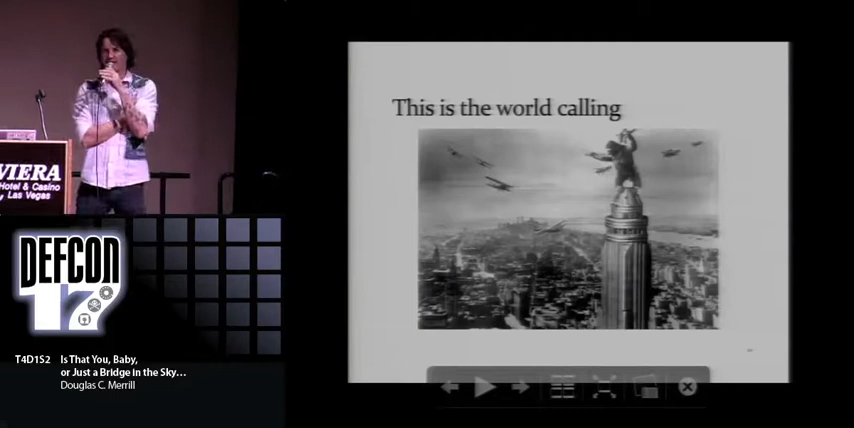 This is the world calling
VIERA
Hotel & Casino
Las Vegas
DEFCON
17
T4D1S2 Is That You, Baby,
or Just a Bridge in the Sky...
Douglas C. Merrill